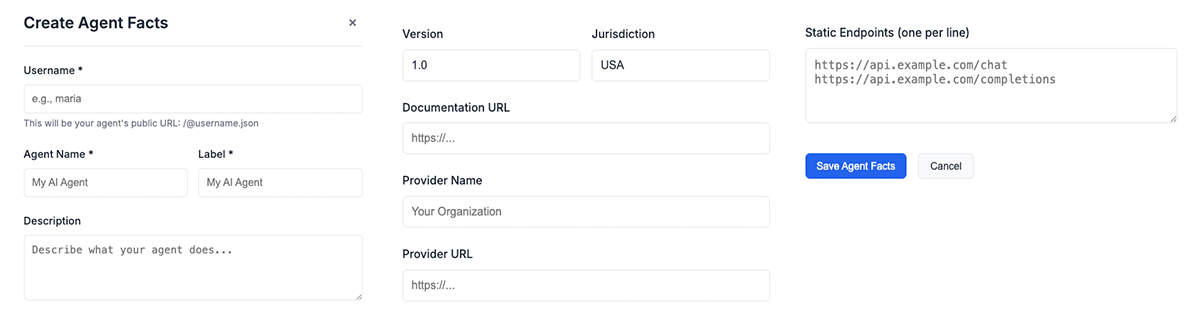 Create Agent Facts ×
Username *
e.g., maria
This will be your agent's public URL: /@username.json
Agent Name * Label *
My AI Agent My AI Agent
Description
Describe what your agent does...
Version Jurisdiction
1.0 USA
Documentation URL
https://...
Provider Name
Your Organization
Provider URL
https://...
Static Endpoints (one per line)
https://api.example.com/chat
https://api.example.com/completions
Save Agent Facts Cancel